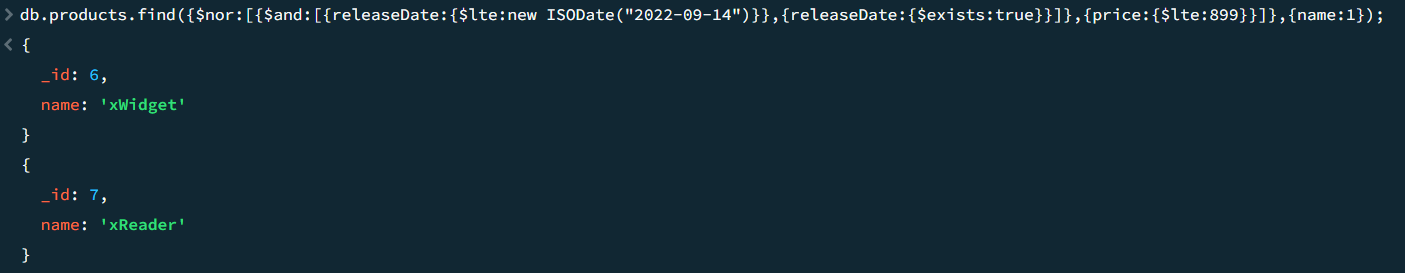 > db.products.find({$nor:[{$and:[{releaseDate:{$lte:new ISODate("2022-09-14")}},{releaseDate:{$exists:true}}]},{price:{$lte:899}}]},{name:1});
< {
_id: 6,
name: 'xWidget'
}
{
_id: 7,
name: 'xReader'
}